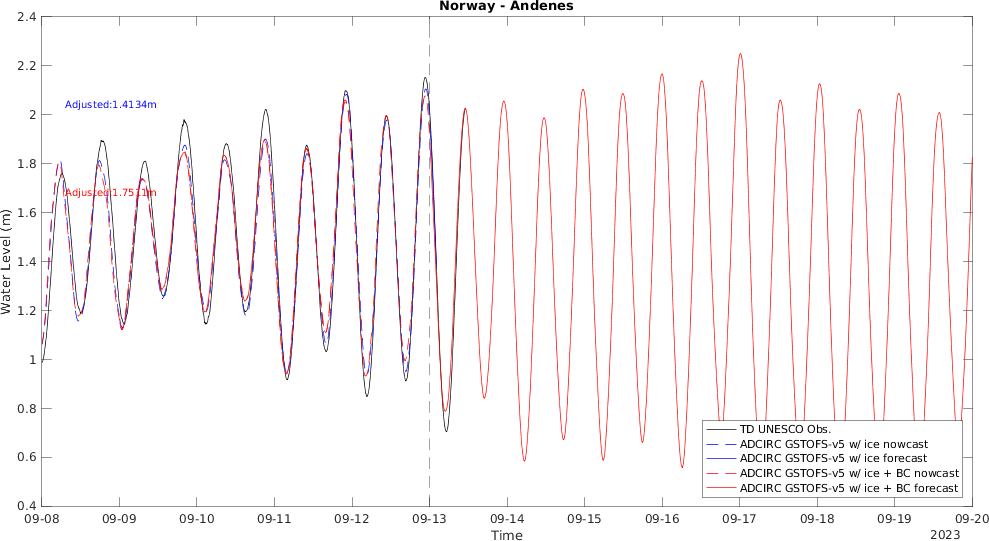 Norway - Andenes
2.4
2.2
2
1.8
1.6
1.4
1.2
1
0.8
0.6
0.4
Water Level (m)
Adjusted:1.4134m
Adjusted:1.7511m
TD UNESCO Obs.
ADCIRC GSTOFS-v5 w/ ice nowcast
ADCIRC GSTOFS-v5 w/ ice forecast
ADCIRC GSTOFS-v5 w/ ice + BC nowcast
ADCIRC GSTOFS-v5 w/ ice + BC forecast
09-08 09-09 09-10 09-11 09-12 09-13 09-14 09-15 09-16 09-17 09-18 09-19 09-20
Time
2023